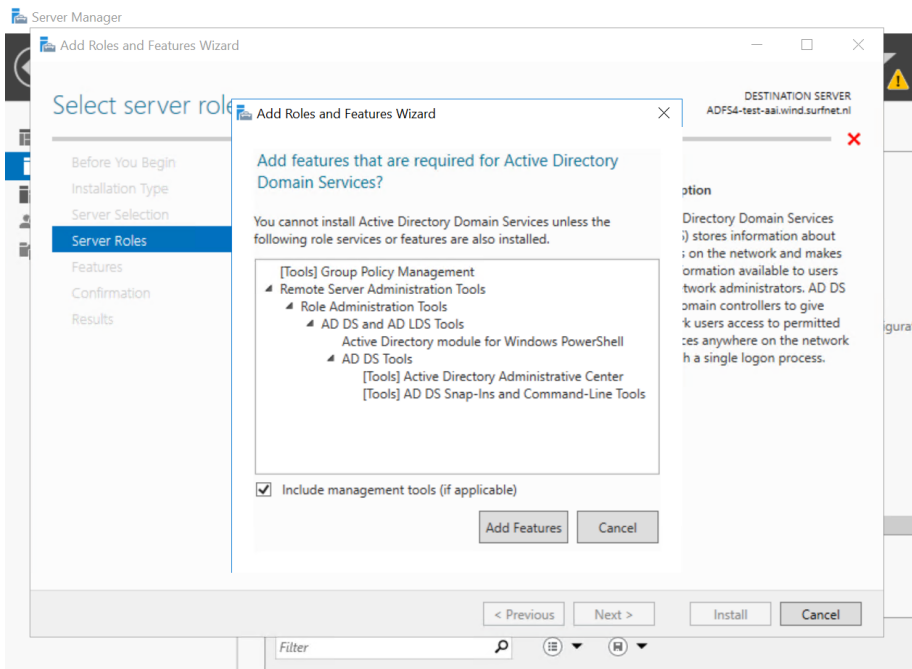 Server Manager
Add Roles and Features Wizard
Select server role
DESTINATION SERVER
ADFS4-test-aai.wind.surfnet.nl
Before You Begin
Installation Type
Server Selection
Server Roles
Features
Confirmation
Results
Add Roles and Features Wizard
Add features that are required for Active Directory
Domain Services?
You cannot install Active Directory Domain Services unless the
following role services or features are also installed.
[Tools] Group Policy Management
Remote Server Administration Tools
Role Administration Tools
AD DS and AD LDS Tools
Active Directory module for Windows PowerShell
AD DS Tools
[Tools] Active Directory Administrative Center
[Tools] AD DS Snap-Ins and Command-Line Tools
Include management tools (if applicable)
Add Features
Cancel
ption
Directory Domain Services
) stores information about
on the network and makes
ormation available to users
twork administrators. AD DS
omain controllers to give
rk users access to permitted
ces anywhere on the network
h a single logon process.
igura
< Previous
Next >
Install
Cancel
Filter